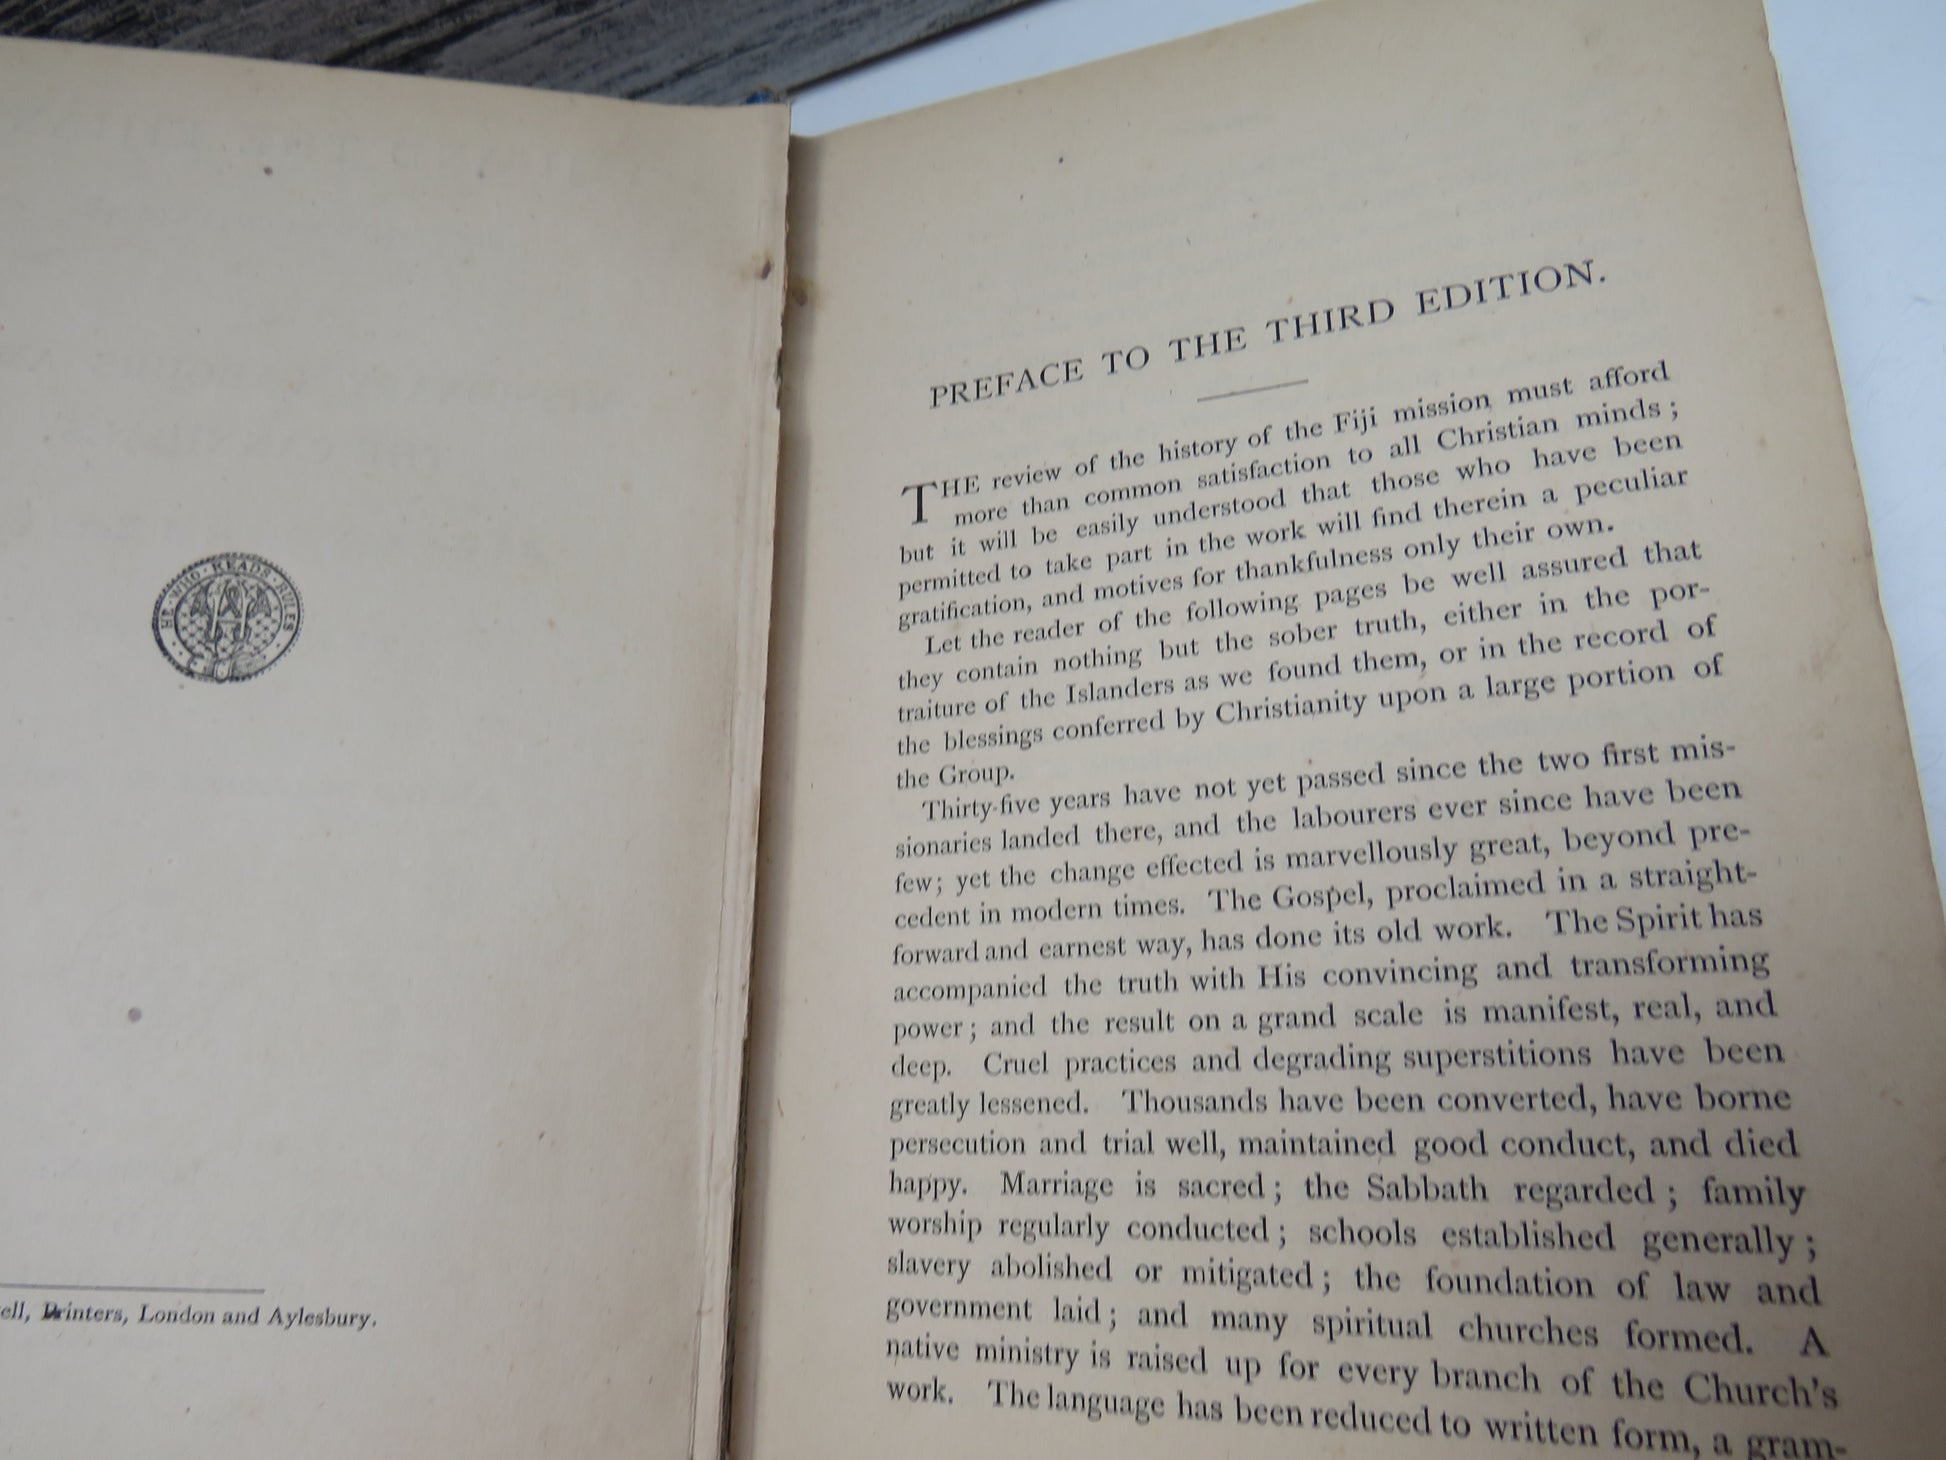 HE · WHO · READS · RULES
ell, Printers, London and Aylesbury.
PREFACE TO THE THIRD EDITION.
THE review of the history of the Fiji mission must afford
more than common satisfaction to all Christian minds ;
but it will be easily understood that those who have been
permitted to take part in the work will find therein a peculiar
gratification, and motives for thankfulness only their own.
Let the reader of the following pages be well assured that
they contain nothing but the sober truth, either in the por-
traiture of the Islanders as we found them, or in the record of
the blessings conferred by Christianity upon a large portion of
the Group.
Thirty-five years have not yet passed since the two first mis-
sionaries landed there, and the labourers ever since have been
few; yet the change effected is marvellously great, beyond pre-
cedent in modern times. The Gospel, proclaimed in a straight-
forward and earnest way, has done its old work. The Spirit has
accompanied the truth with His convincing and transforming
power ; and the result on a grand scale is manifest, real, and
deep. Cruel practices and degrading superstitions have been
greatly lessened. Thousands have been converted, have borne
persecution and trial well, maintained good conduct, and died
happy. Marriage is sacred ; the Sabbath regarded ; family
worship regularly conducted ; schools established generally ;
slavery abolished or mitigated ; the foundation of law and
government laid ; and many spiritual churches formed. A
native ministry is raised up for every branch of the Church's
work. The language has been reduced to written form, a gram-